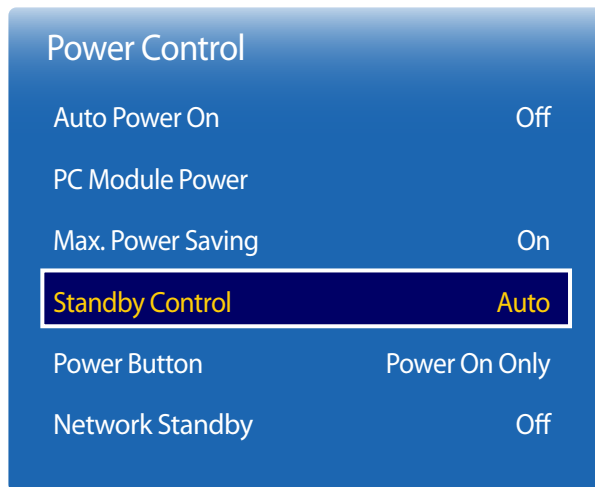 Power Control
Auto Power On Off
PC Module Power
Max. Power Saving On
Standby Control Auto
Power Button Power On Only
Network Standby Off